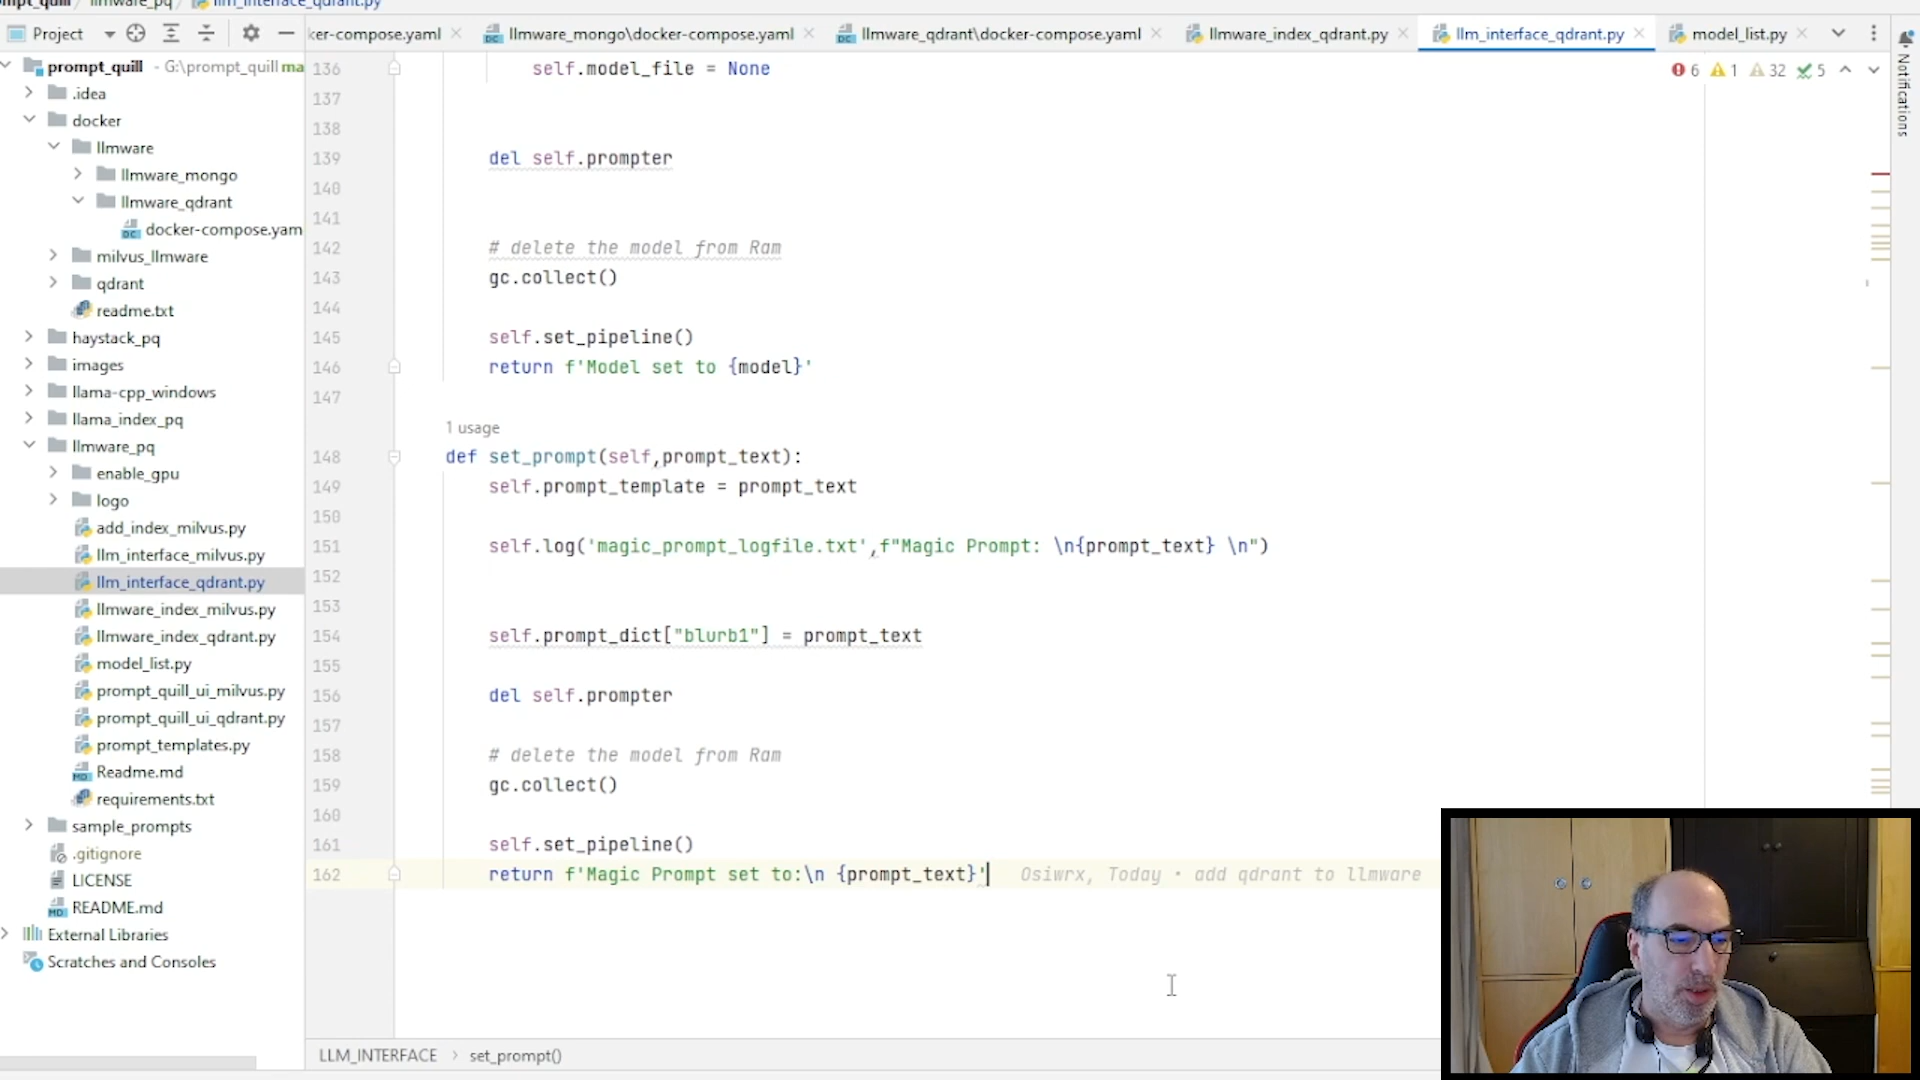 prompt_quill
llmware_pq
llm_interface_qdrant.py
Project
ker-compose.yaml
llmware_mongo\docker-compose.yaml
llmware_qdrant\docker-compose.yaml
llmware_index_qdrant.py
llm_interface_qdrant.py
model_list.py
Notifications
6 1 32 5
prompt_quill - G:\prompt_quill ma
.idea
docker
llmware
llmware_mongo
llmware_qdrant
docker-compose.yam
milvus_llmware
qdrant
readme.txt
haystack_pq
images
llama-cpp_windows
llama_index_pq
llmware_pq
enable_gpu
logo
add_index_milvus.py
llm_interface_milvus.py
llm_interface_qdrant.py
llmware_index_milvus.py
llmware_index_qdrant.py
model_list.py
prompt_quill_ui_milvus.py
prompt_quill_ui_qdrant.py
prompt_templates.py
Readme.md
requirements.txt
sample_prompts
.gitignore
LICENSE
README.md
External Libraries
Scratches and Consoles
136 self.model_file = None
137
138
139 del self.prompter
140
141
142 # delete the model from Ram
143 gc.collect()
144
145 self.set_pipeline()
146 return f'Model set to {model}'
147
1 usage
148 def set_prompt(self,prompt_text):
149 self.prompt_template = prompt_text
150
151 self.log('magic_prompt_logfile.txt',f"Magic Prompt: \n{prompt_text} \n")
152
153
154 self.prompt_dict["blurb1"] = prompt_text
155
156 del self.prompter
157
158 # delete the model from Ram
159 gc.collect()
160
161 self.set_pipeline()
162 return f'Magic Prompt set to:\n {prompt_text}' Osiwrx, Today • add qdrant to llmware
LLM_INTERFACE > set_prompt()